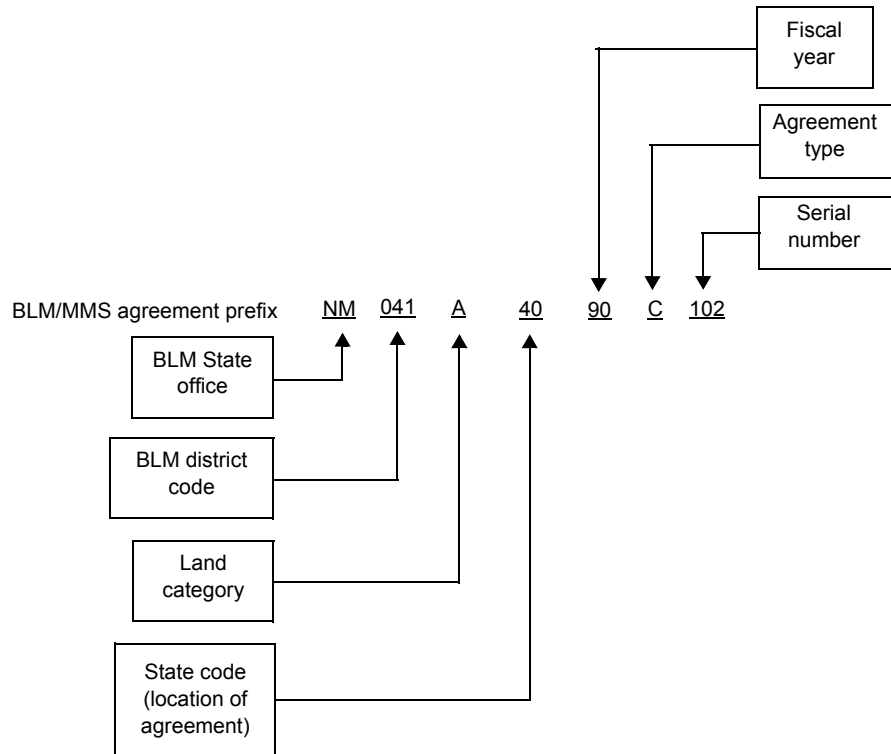 Fiscal
year
Agreement
type
Serial
number
BLM/MMS agreement prefix NM 041 A 40 90 C 102
BLM State
office
BLM district
code
Land
category
State code
(location of
agreement)